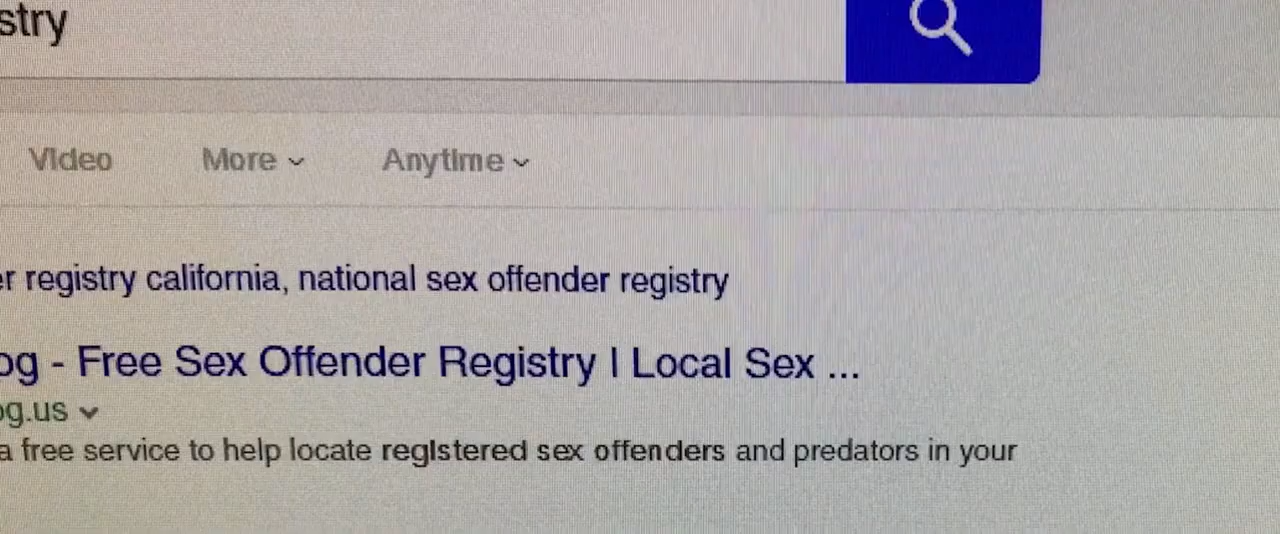 stry
Video More Anytime
er registry california, national sex offender registry
og - Free Sex Offender Registry | Local Sex ...
og.us
a free service to help locate registered sex offenders and predators in your